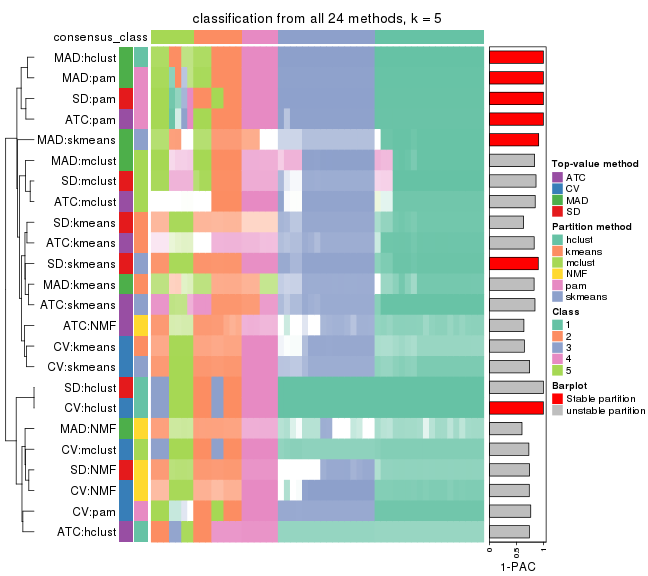 classification from all 24 methods, k = 5
consensus_class
MAD:hclust
MAD:pam
SD:pam
ATC:pam
MAD:skmeans
MAD:mclust
SD:mclust
ATC:mclust
SD:kmeans
ATC:kmeans
SD:skmeans
MAD:kmeans
ATC:skmeans
ATC:NMF
CV:kmeans
CV:skmeans
SD:hclust
CV:hclust
MAD:NMF
CV:mclust
SD:NMF
CV:NMF
CV:pam
ATC:hclust
0
0.5
1
1-PAC
Top-value method
ATC
CV
MAD
SD
Partition method
hclust
kmeans
mclust
NMF
pam
skmeans
Class
1
2
3
4
5
Barplot
Stable partition
unstable partition